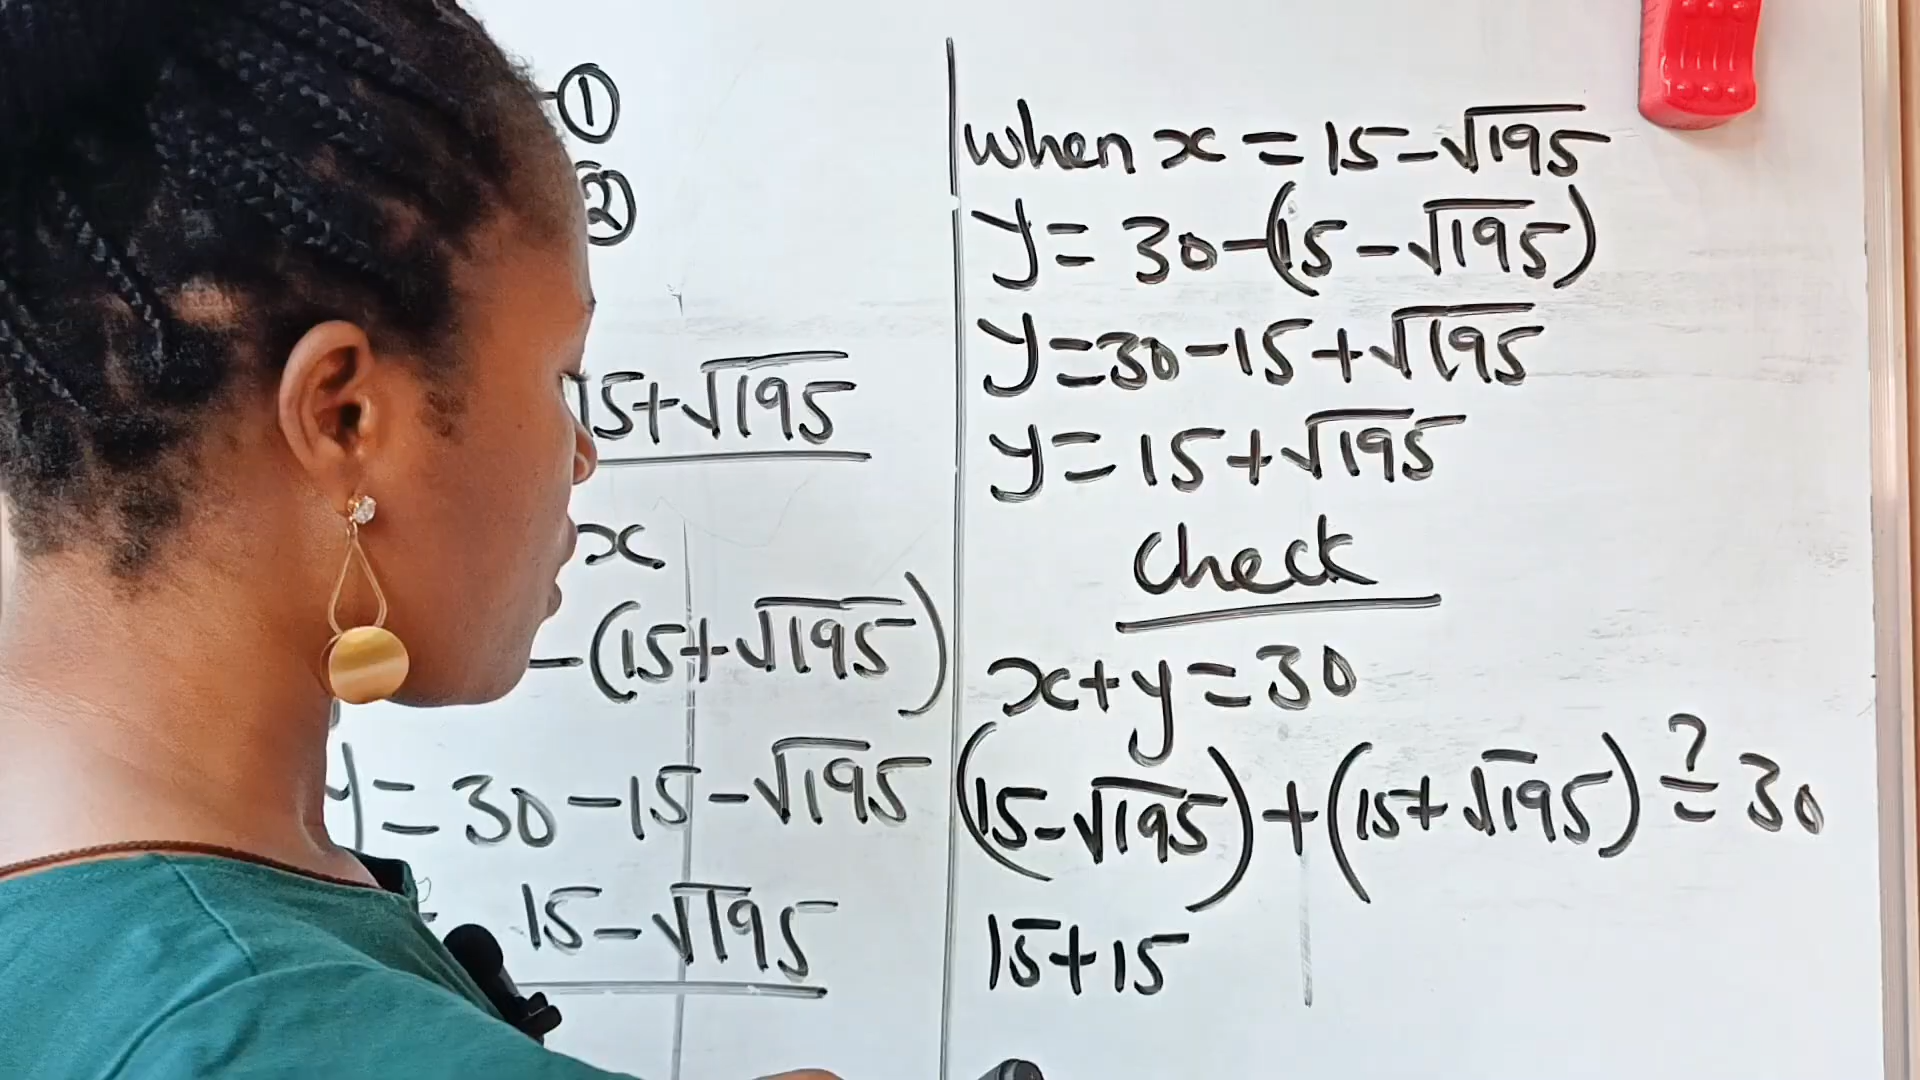 ①
②
15+√195
x
-(15+√195)
y= 30-15-√195
15-√195
when x = 15-√195
y= 30-(15-√195)
y=30-15+√195
y= 15+√195
Check
x+y=30
(15-√195)+(15+√195)≟30
15+15